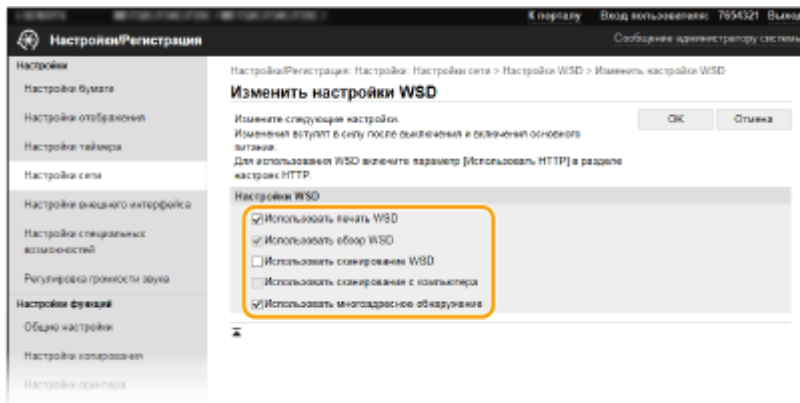 К порталу Вход пользователя: 7654321 Выход
Настройки/Регистрация
Сообщение администратору системы
Настройки
Настройки бумаги
Настройки отображения
Настройки таймера
Настройки сети
Настройки внешнего интерфейса
Настройки специальных
возможностей
Регулировка громкости звука
Настройки функций
Общие настройки
Настройки копирования
Настройки принтера
Настройки/Регистрация: Настройки: Настройки сети > Настройки WSD > Изменить настройки WSD
Изменить настройки WSD
Измените следующие настройки.
Изменения вступят в силу после выключения и включения основного
питания.
Для использования WSD включите параметр [Использовать HTTP] в разделе
настроек HTTP.
OK Отмена
Настройки WSD
Использовать печать WSD
Использовать обзор WSD
Использовать сканирование WSD
Использовать сканирование с компьютера
Использовать многоадресное обнаружение